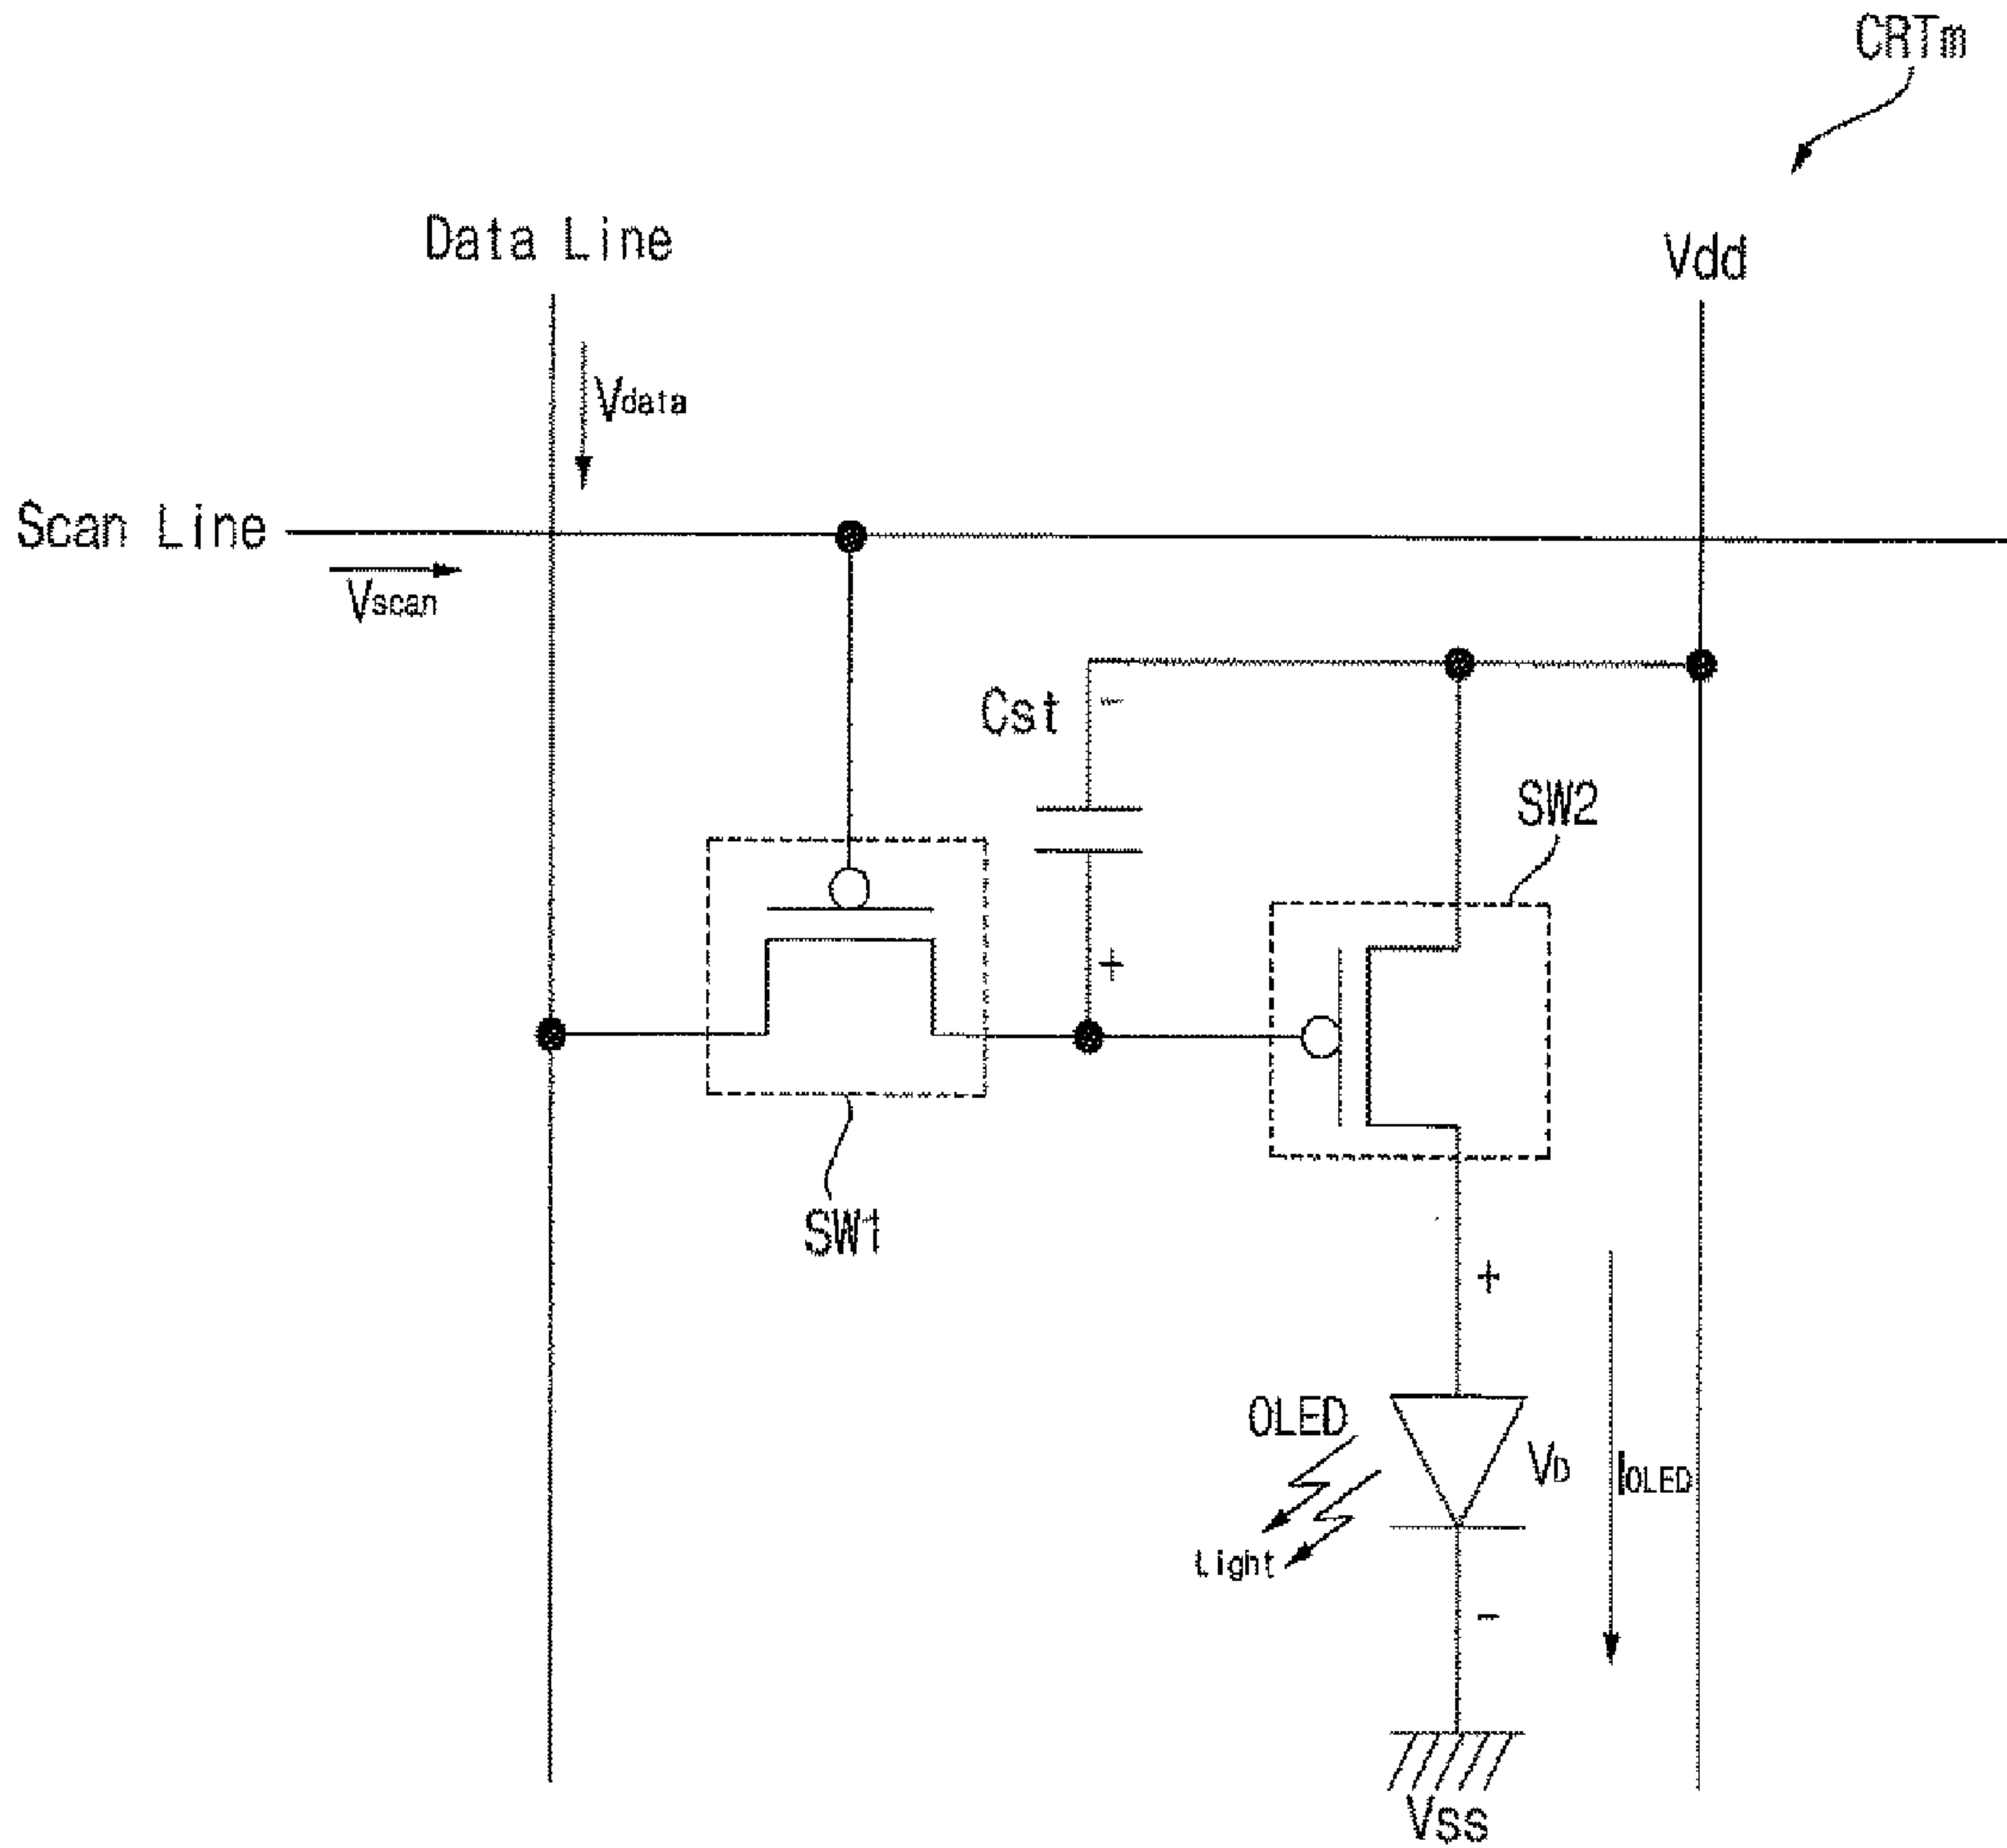 CRTm
Data Line
Vdd
Vdata
Scan Line
Vscan
Cst
-
SW2
+
SW1
+
OLED
VD
IOLED
Light
-
VSS